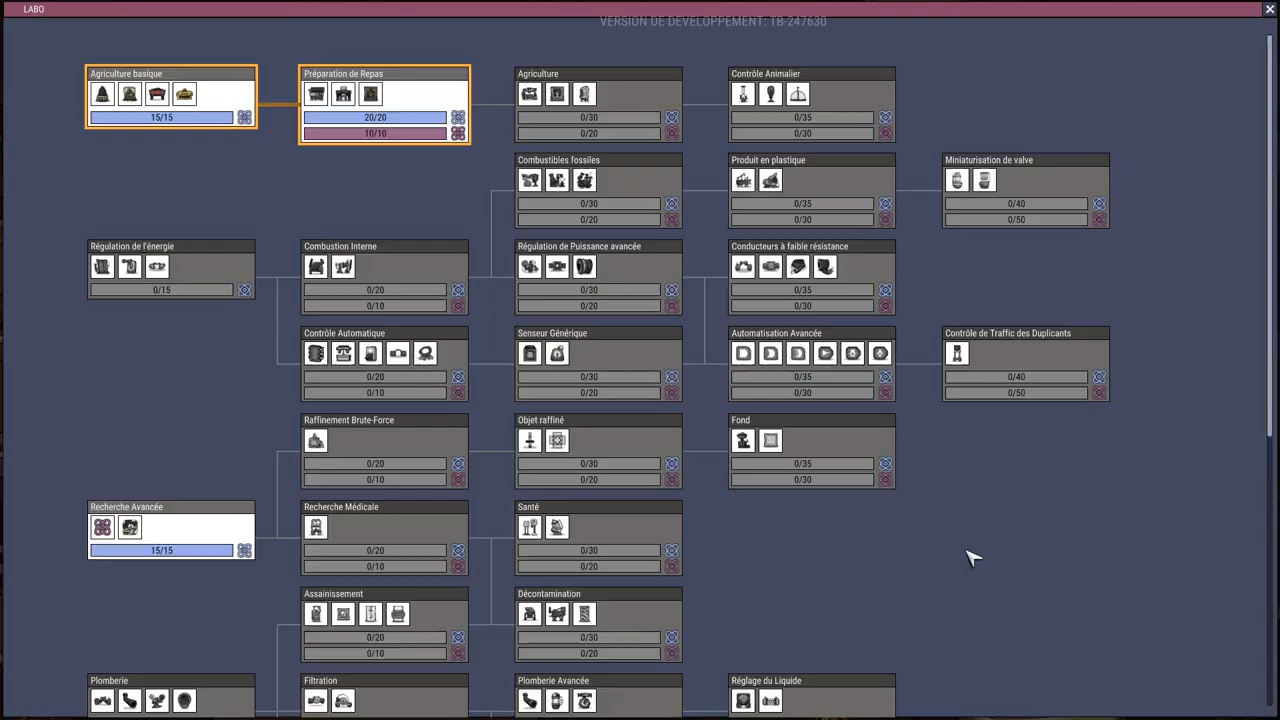 LABO
VERSION DE DEVELOPPEMENT: TB-247630
Agriculture basique
15/15
Préparation de Repas
20/20
10/10
Agriculture
0/30
0/20
Contrôle Animalier
0/35
0/30
Combustibles fossiles
0/30
0/20
Produit en plastique
0/35
0/30
Miniaturisation de valve
0/40
0/50
Régulation de l'énergie
0/15
Combustion Interne
0/20
0/10
Régulation de Puissance avancée
0/30
0/20
Conducteurs à faible résistance
0/35
0/30
Contrôle Automatique
0/20
0/10
Senseur Générique
0/30
0/20
Automatisation Avancée
0/35
0/30
Contrôle de Traffic des Duplicants
0/40
0/50
Raffinement Brute-Force
0/20
0/10
Objet raffiné
0/30
0/20
Fond
0/35
0/30
Recherche Avancée
15/15
Recherche Médicale
0/20
0/10
Santé
0/30
0/20
Assainissement
0/20
0/10
Décontamination
0/30
0/20
Plomberie
Filtration
Plomberie Avancée
Réglage du Liquide